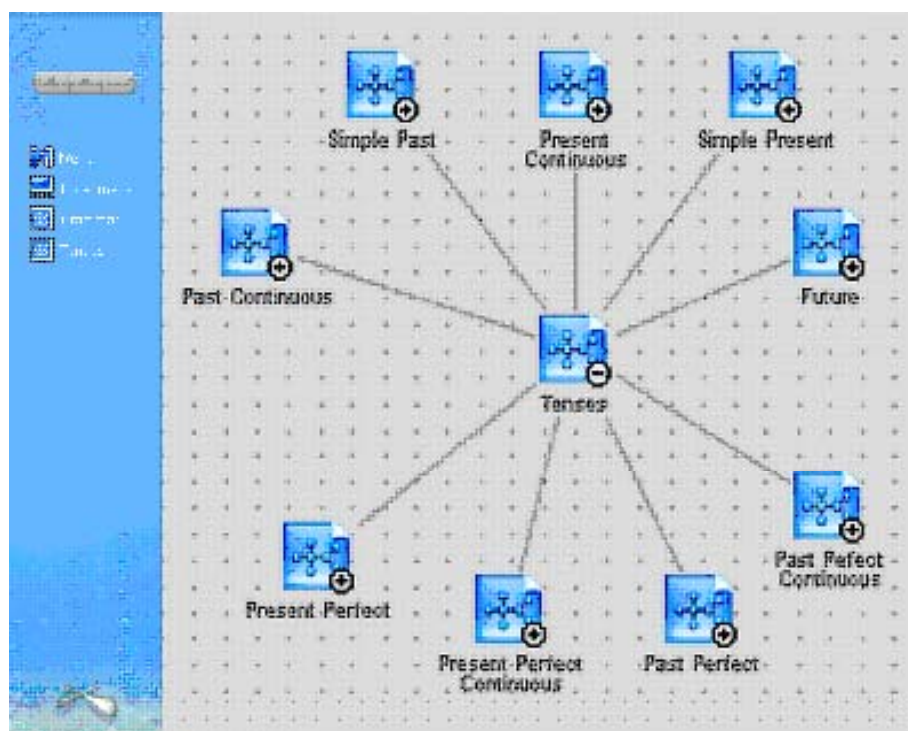 Simple Past
Present
Continuous
Simple Present
Past Continuous
Future
Tenses
Past Refect
Continuous
Present Perfect
Present Perfect
Continuous
Past Perfect